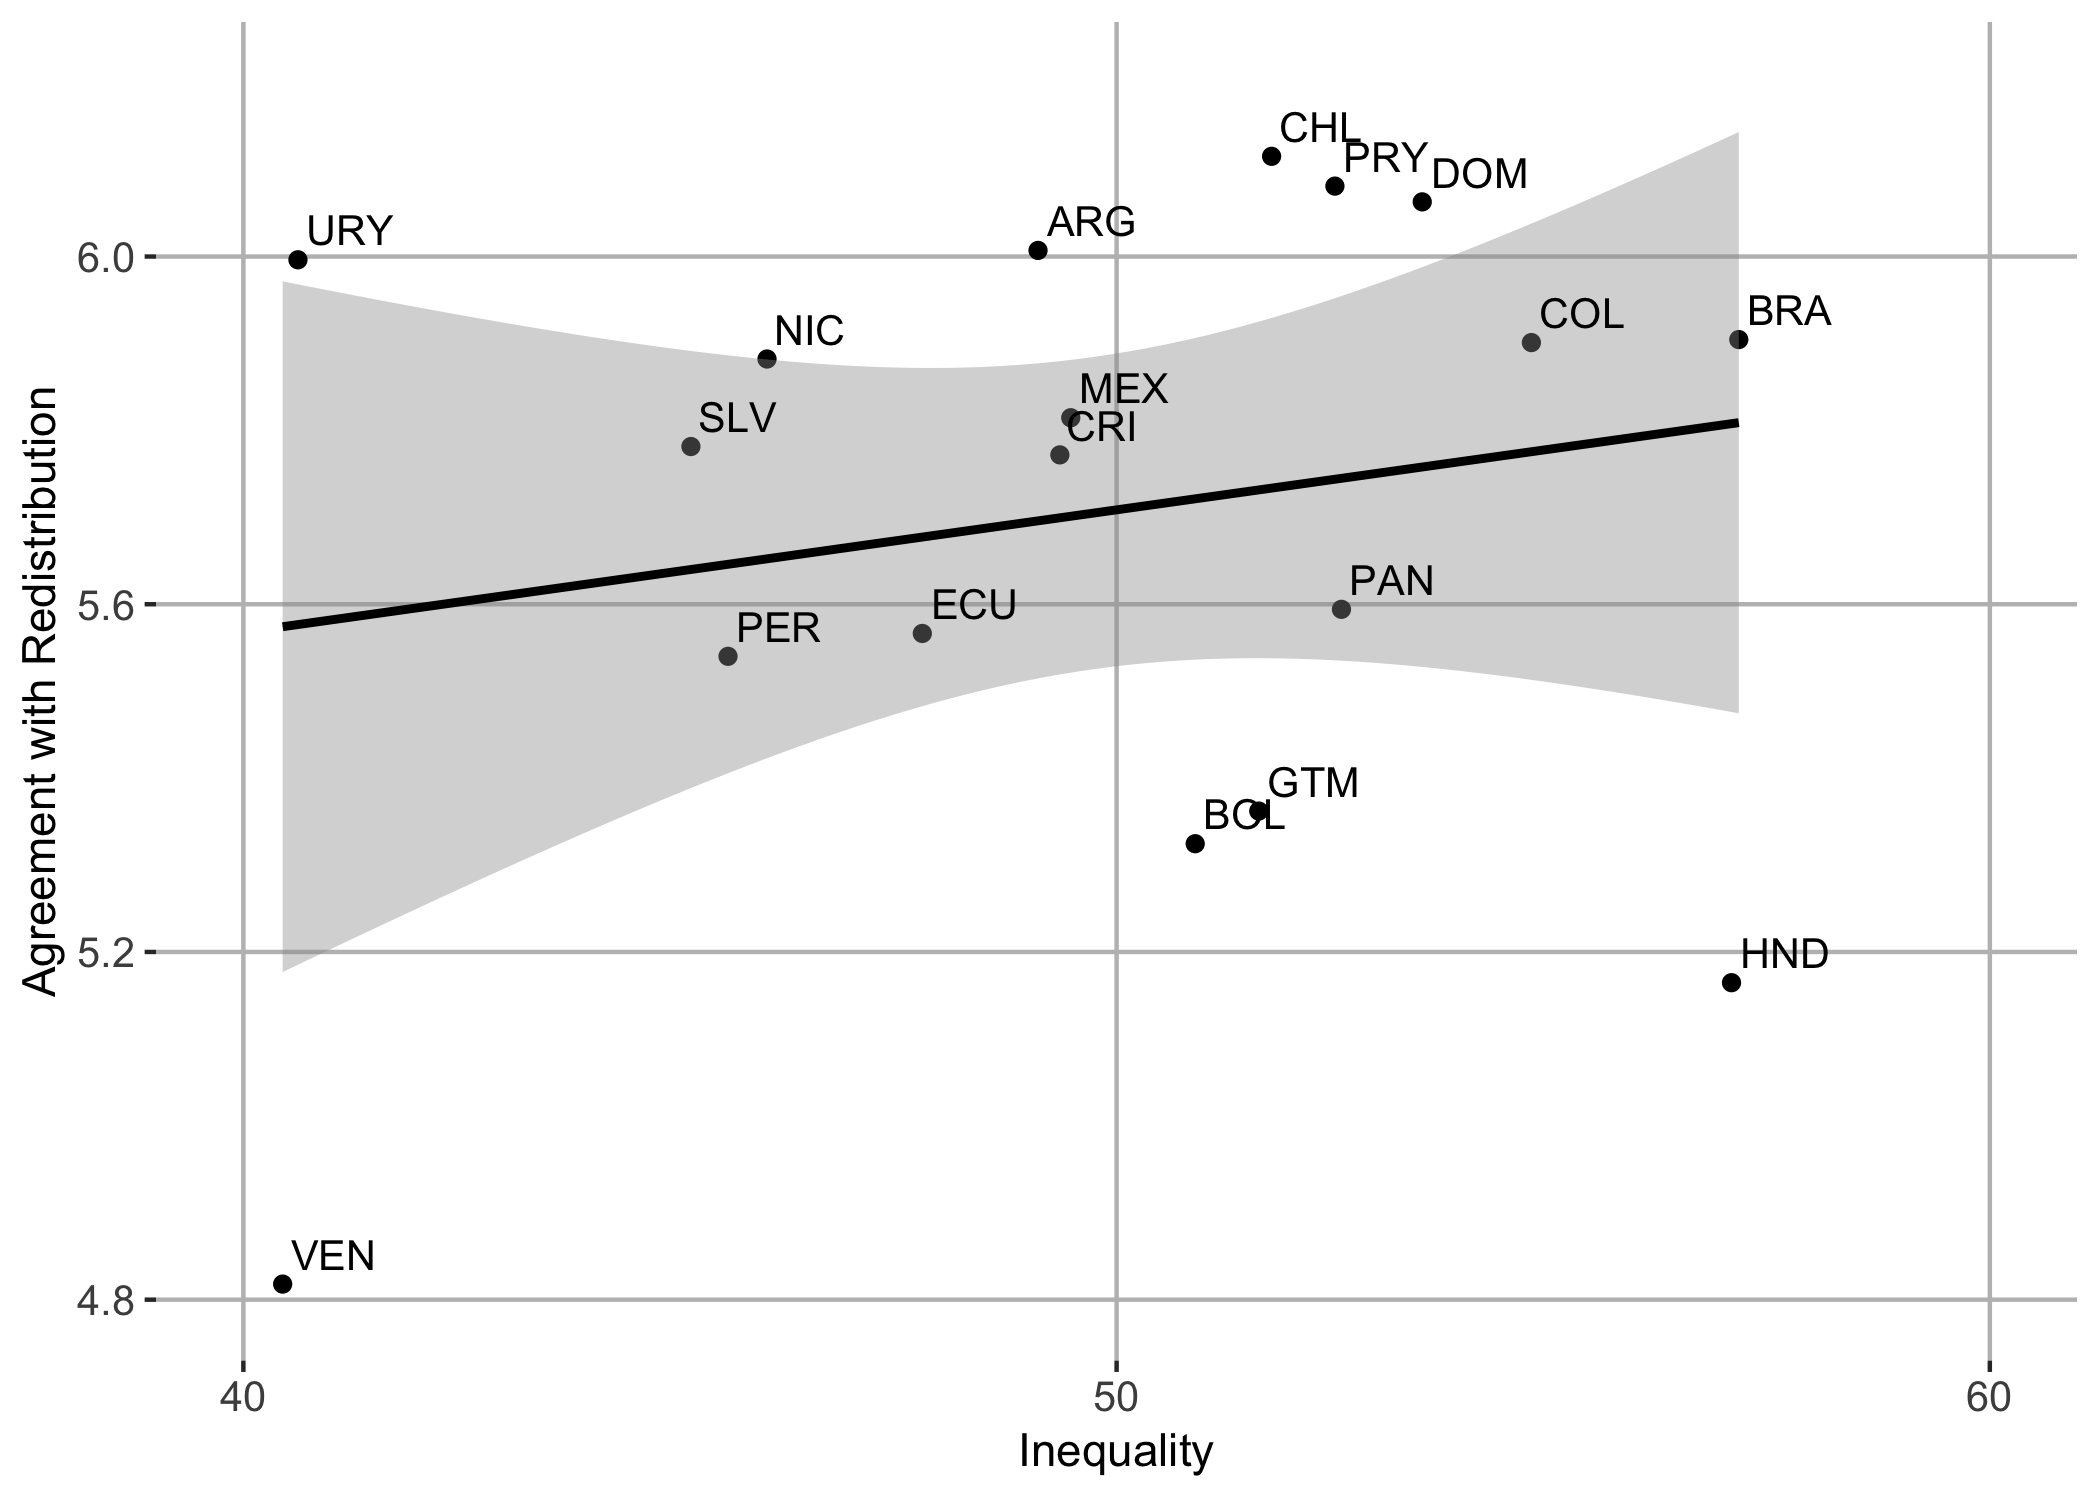 CHL
PRY
DOM
URY
ARG
6.0
NIC
COL
BRA
MEX
SLV
CRI
Agreement with Redistribution
5.6
PER
ECU
PAN
GTM
BOL
5.2
HND
VEN
4.8
40
50
60
Inequality